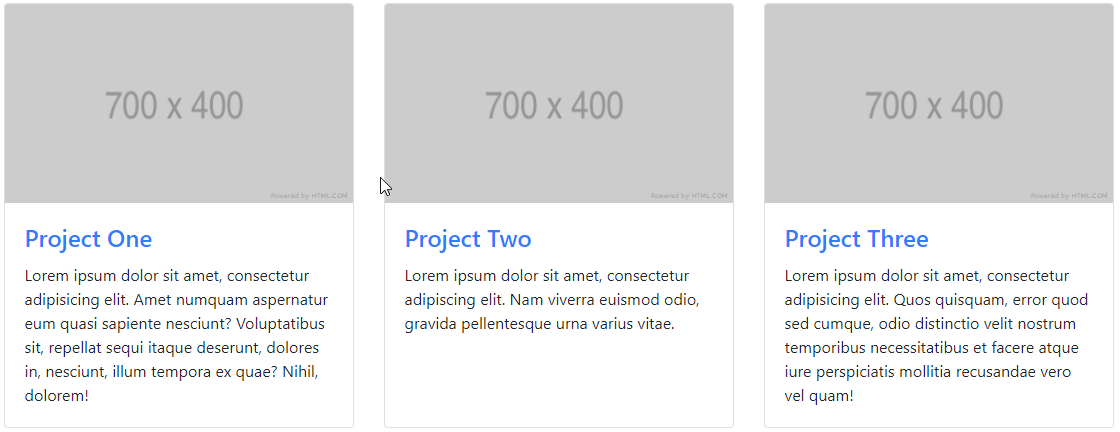 700 x 400
Powered by HTML.COM
Project One
Lorem ipsum dolor sit amet, consectetur
adipisicing elit. Amet numquam aspernatur
eum quasi sapiente nesciunt? Voluptatibus
sit, repellat sequi itaque deserunt, dolores
in, nesciunt, illum tempora ex quae? Nihil,
dolorem!
700 x 400
Powered by HTML.COM
Project Two
Lorem ipsum dolor sit amet, consectetur
adipiscing elit. Nam viverra euismod odio,
gravida pellentesque urna varius vitae.
700 x 400
Powered by HTML.COM
Project Three
Lorem ipsum dolor sit amet, consectetur
adipisicing elit. Quos quisquam, error quod
sed cumque, odio distinctio velit nostrum
temporibus necessitatibus et facere atque
iure perspiciatis mollitia recusandae vero
vel quam!